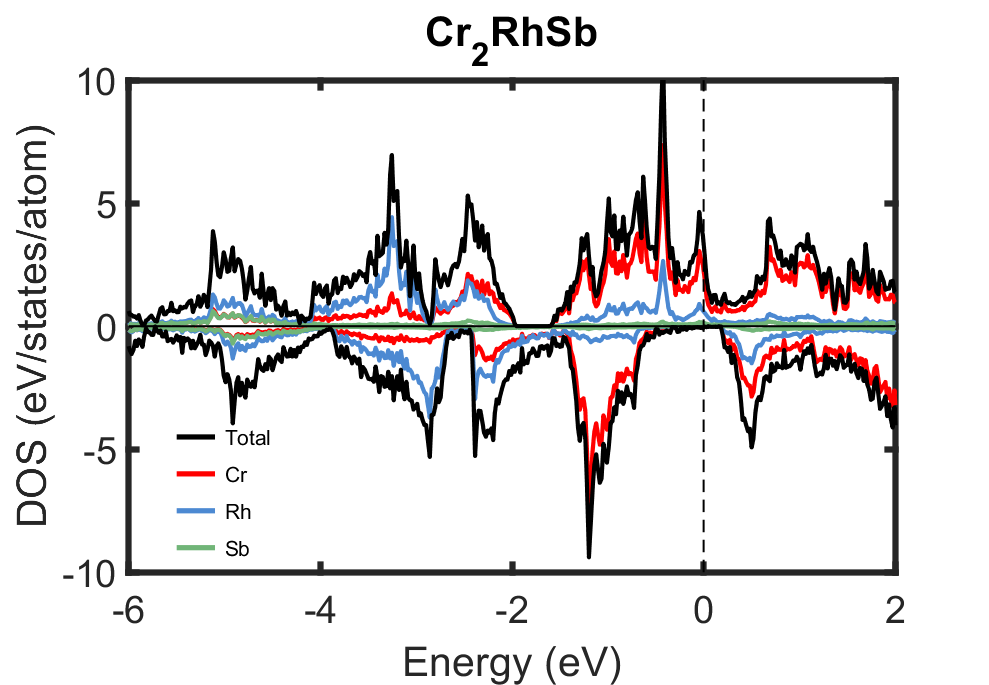 Cr2RhSb
DOS (eV/states/atom)
10
5
0
-5
-10
Total
Cr
Rh
Sb
-6
-4
-2
0
2
Energy (eV)